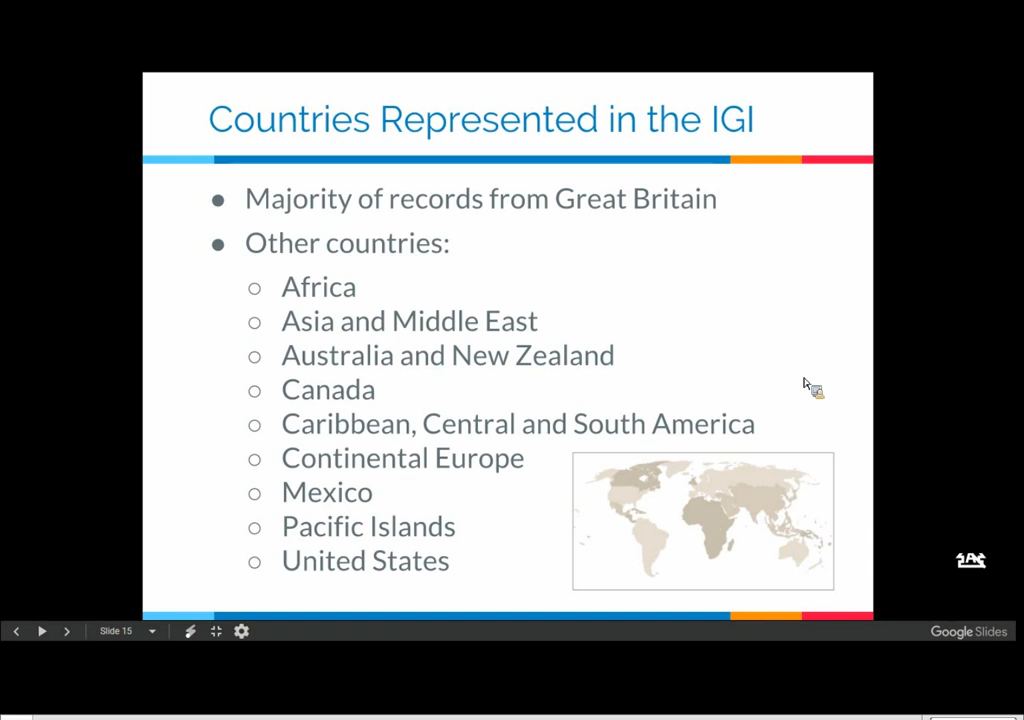 Countries Represented in the IGI
● Majority of records from Great Britain
● Other countries:
○ Africa
○ Asia and Middle East
○ Australia and New Zealand
○ Canada
○ Caribbean, Central and South America
○ Continental Europe
○ Mexico
○ Pacific Islands
○ United States
Slide 15
Google Slides